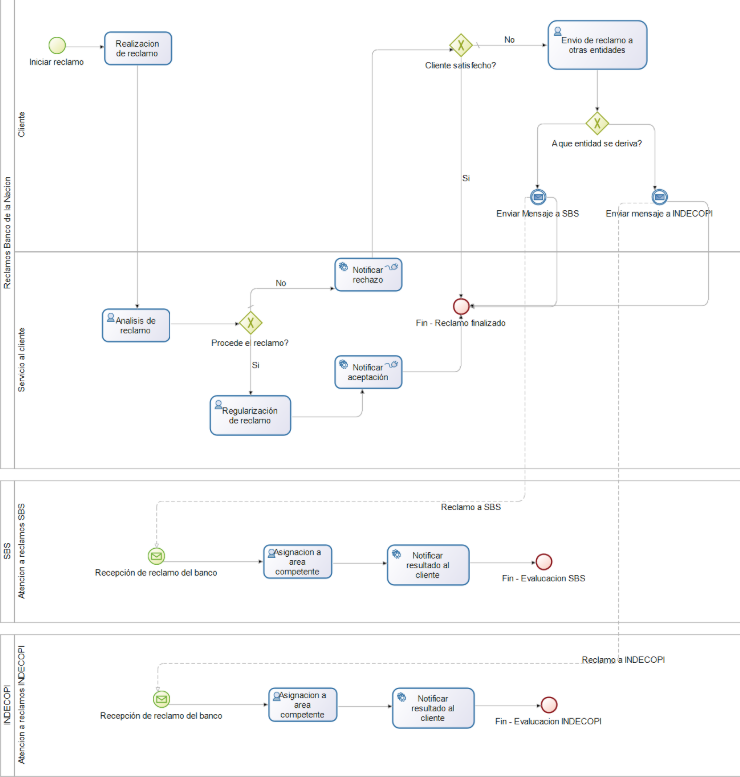 Reclamos Banco de la Nacion
Cliente
Iniciar reclamo
Realizacion
de reclamo
Cliente satisfecho?
No
Envio de reclamo a
otras entidades
A que entidad se deriva?
Si
Enviar Mensaje a SBS
Enviar mensaje a INDECOPI
Servicio al cliente
Analisis de
reclamo
Procede el reclamo?
No
Notificar
rechazo
Si
Regularización
de reclamo
Notificar
aceptación
Fin - Reclamo finalizado
SBS
Atencion a reclamos SBS
Reclamo a SBS
Recepción de reclamo del banco
Asignacion a
area
competente
Notificar
resultado al
cliente
Fin - Evalucacion SBS
INDECOPI
Atencion a reclamos INDECOPI
Reclamo a INDECOPI
Recepción de reclamo del banco
Asignacion a
area
competente
Notificar
resultado al
cliente
Fin - Evalucacion INDECOPI